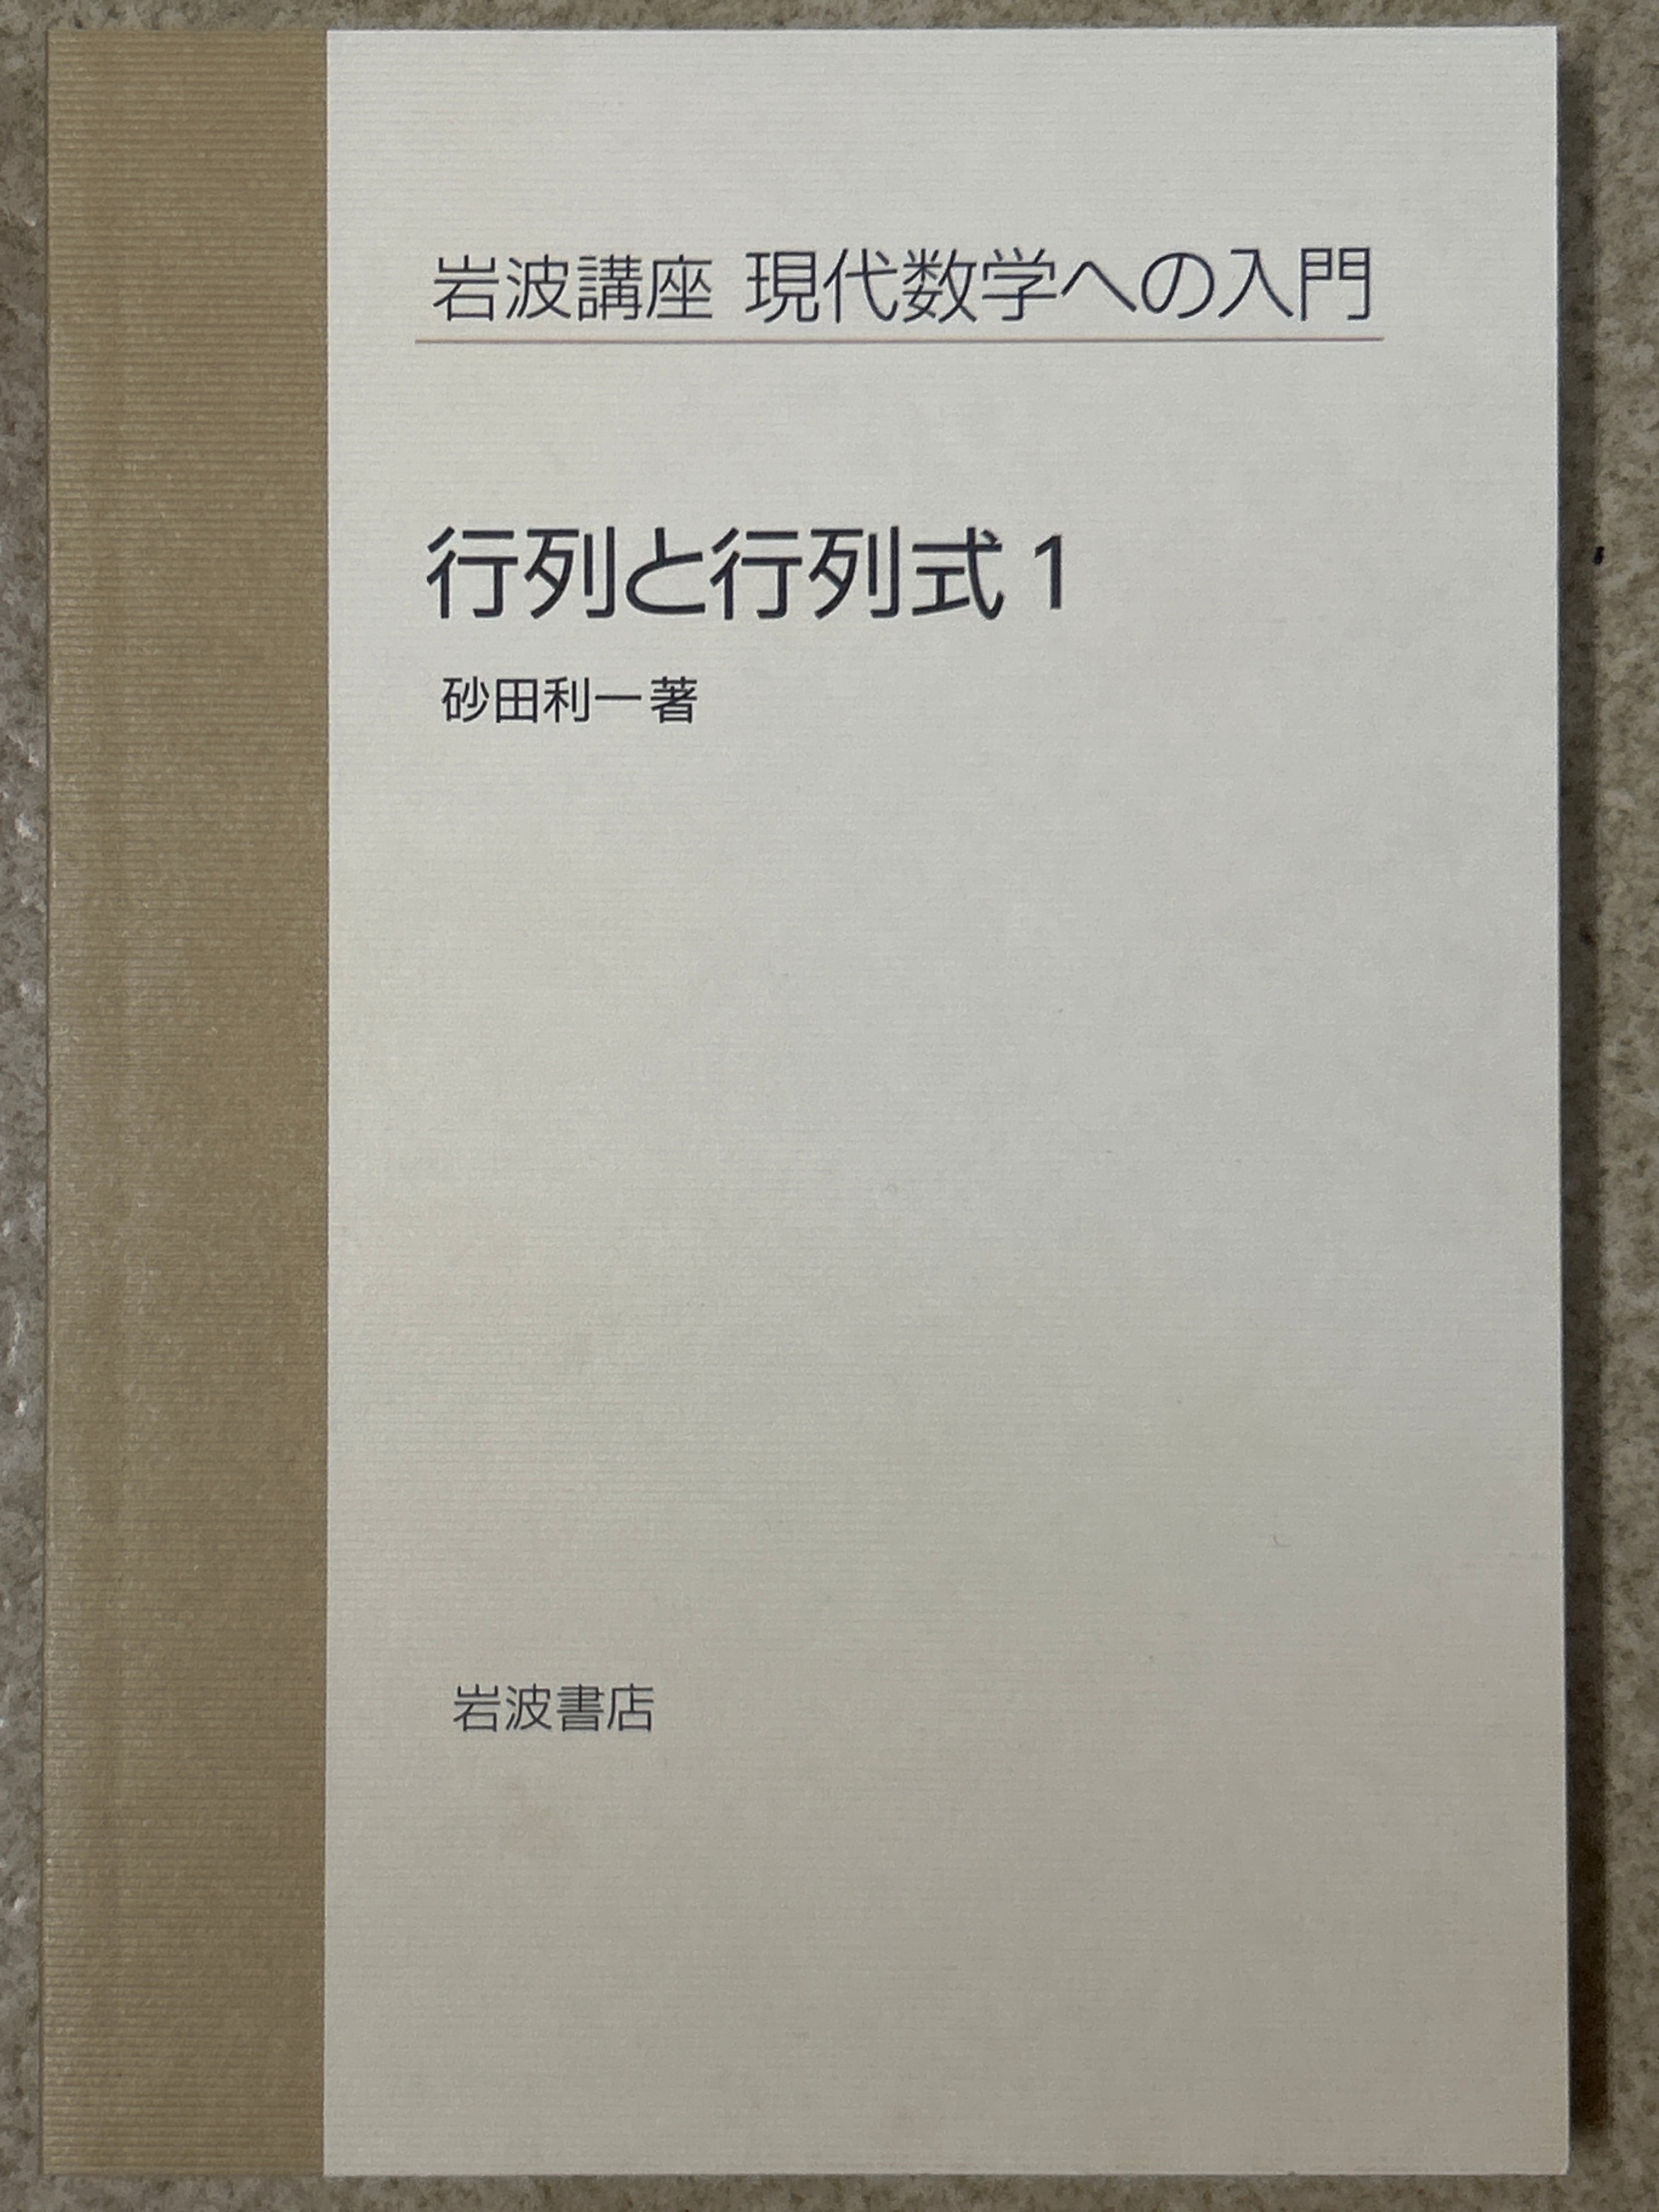 岩波講座 現代数学への入門
行列と行列式1
砂田利一著
岩波書店